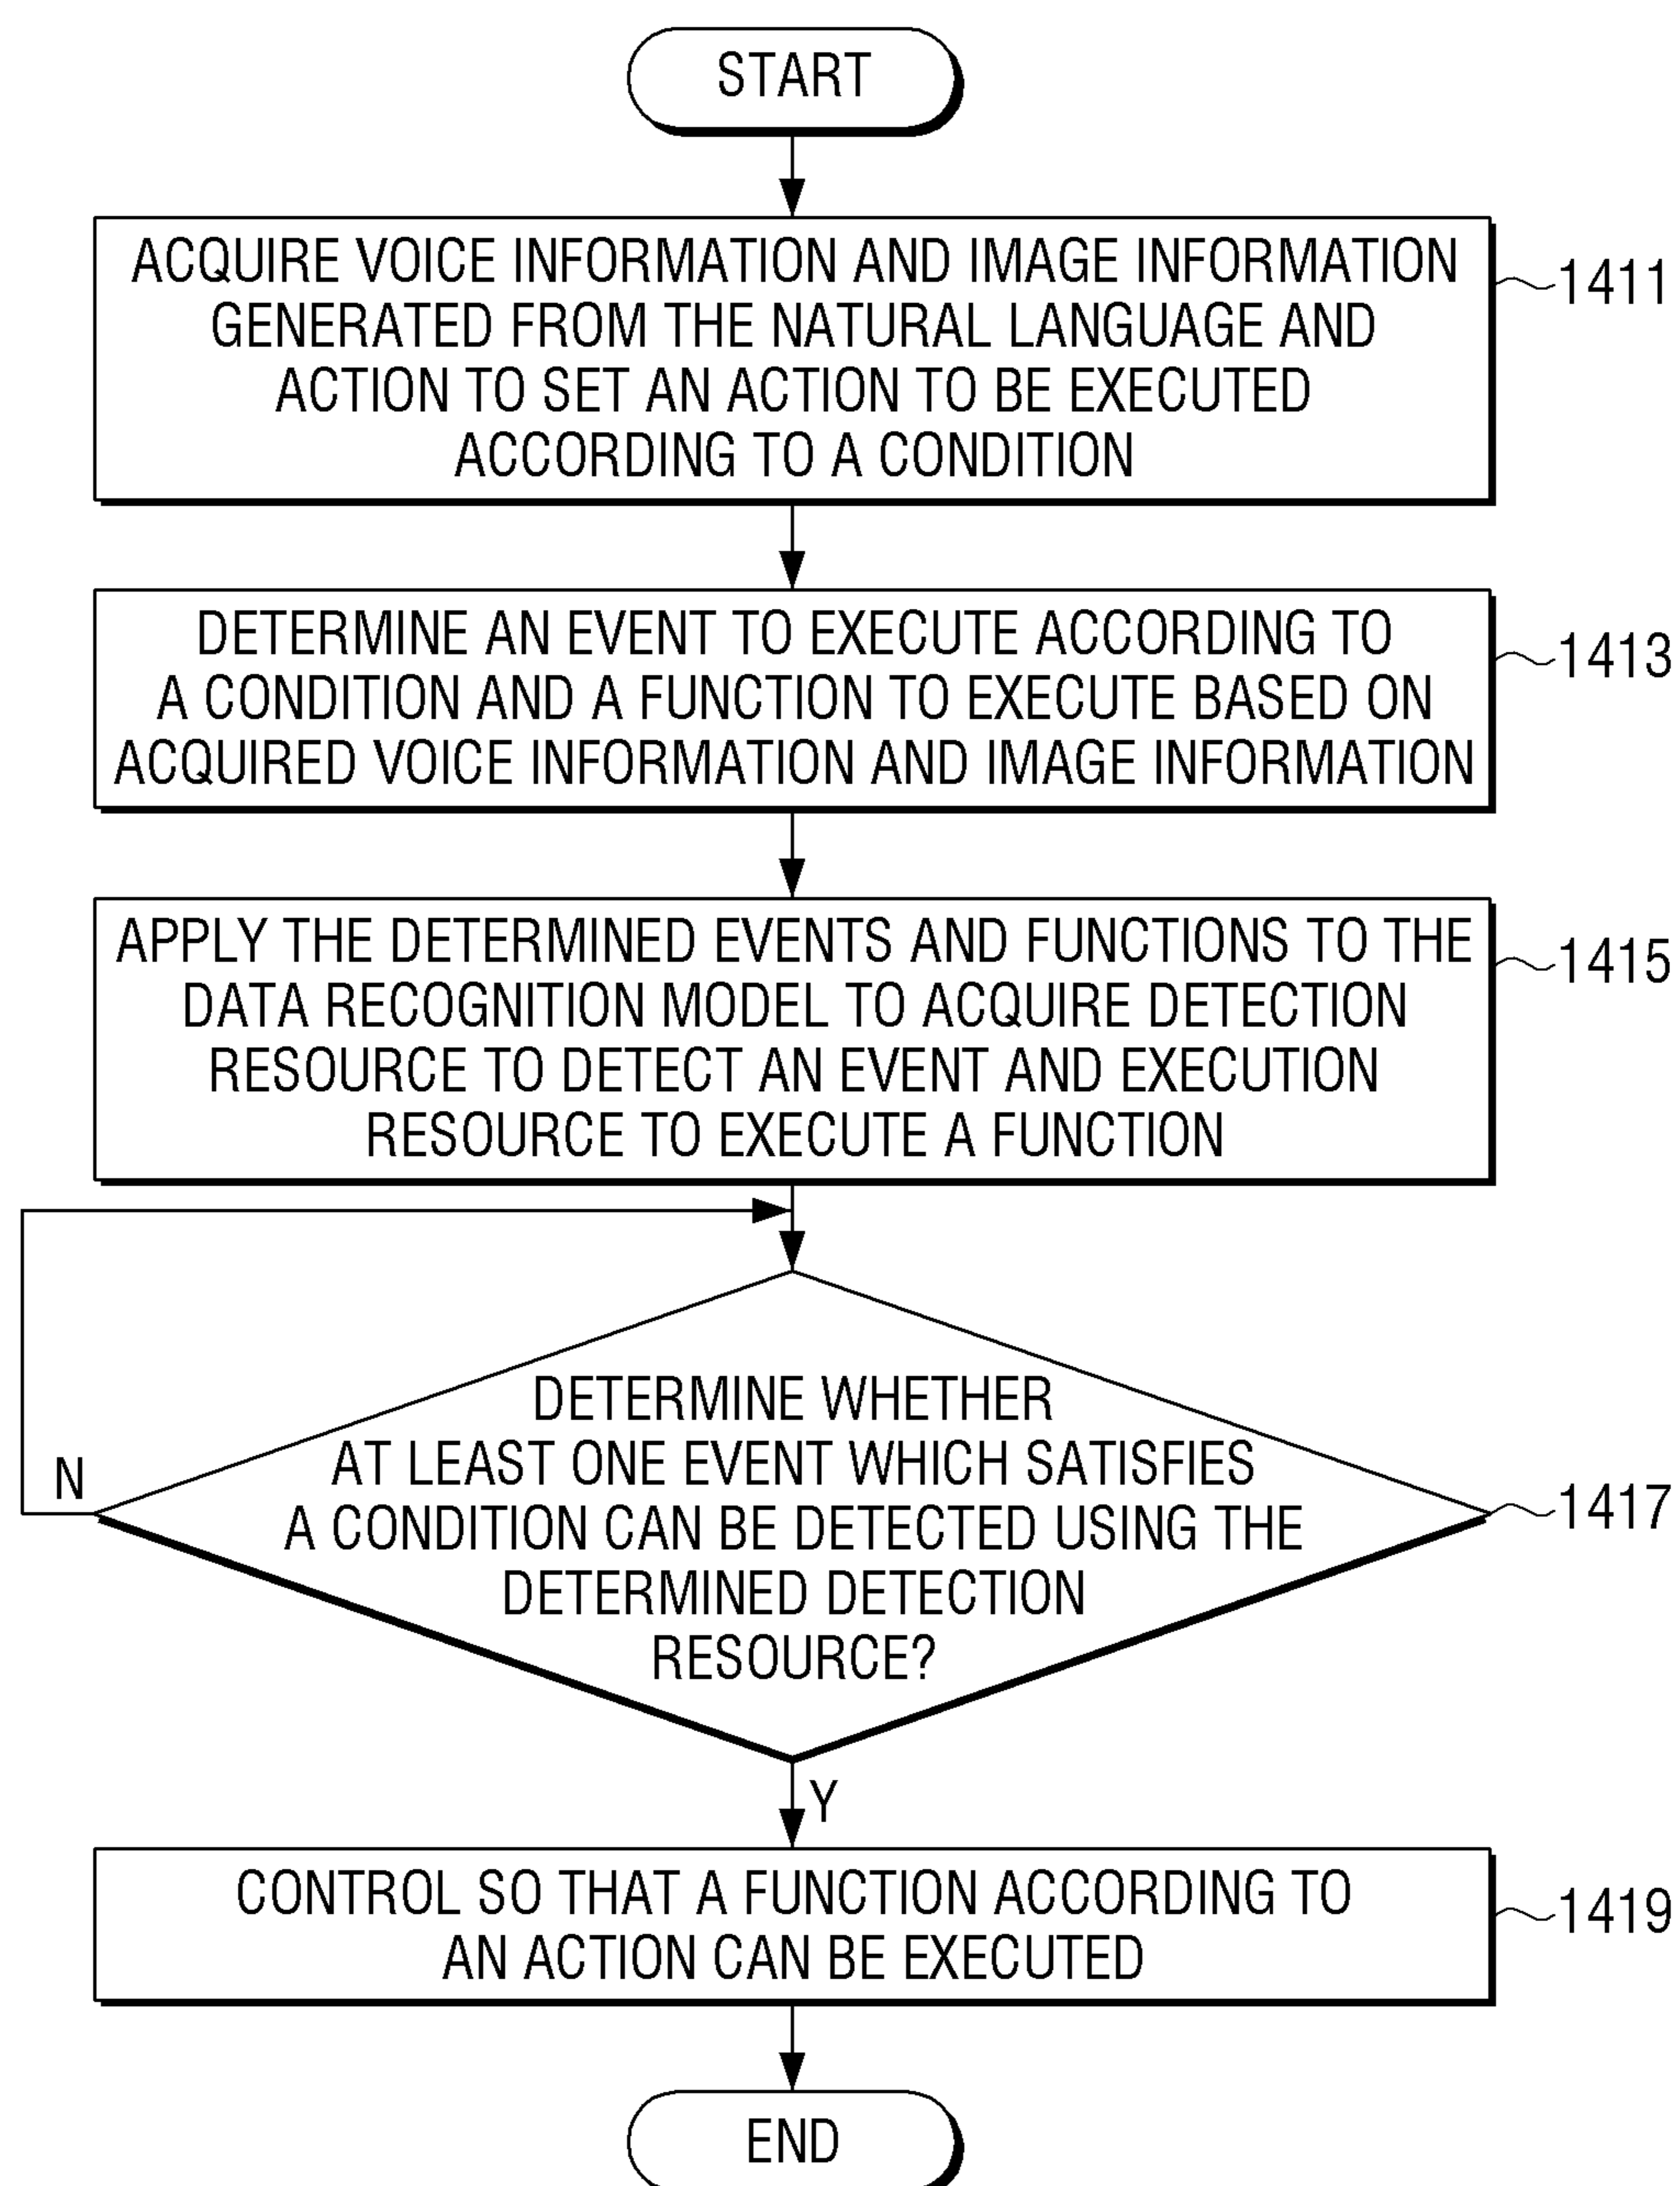 START
ACQUIRE VOICE INFORMATION AND IMAGE INFORMATION
GENERATED FROM THE NATURAL LANGUAGE AND
ACTION TO SET AN ACTION TO BE EXECUTED
ACCORDING TO A CONDITION
1411
DETERMINE AN EVENT TO EXECUTE ACCORDING TO
A CONDITION AND A FUNCTION TO EXECUTE BASED ON
ACQUIRED VOICE INFORMATION AND IMAGE INFORMATION
1413
APPLY THE DETERMINED EVENTS AND FUNCTIONS TO THE
DATA RECOGNITION MODEL TO ACQUIRE DETECTION
RESOURCE TO DETECT AN EVENT AND EXECUTION
RESOURCE TO EXECUTE A FUNCTION
1415
DETERMINE WHETHER
AT LEAST ONE EVENT WHICH SATISFIES
A CONDITION CAN BE DETECTED USING THE
DETERMINED DETECTION
RESOURCE?
N
1417
Y
CONTROL SO THAT A FUNCTION ACCORDING TO
AN ACTION CAN BE EXECUTED
1419
END